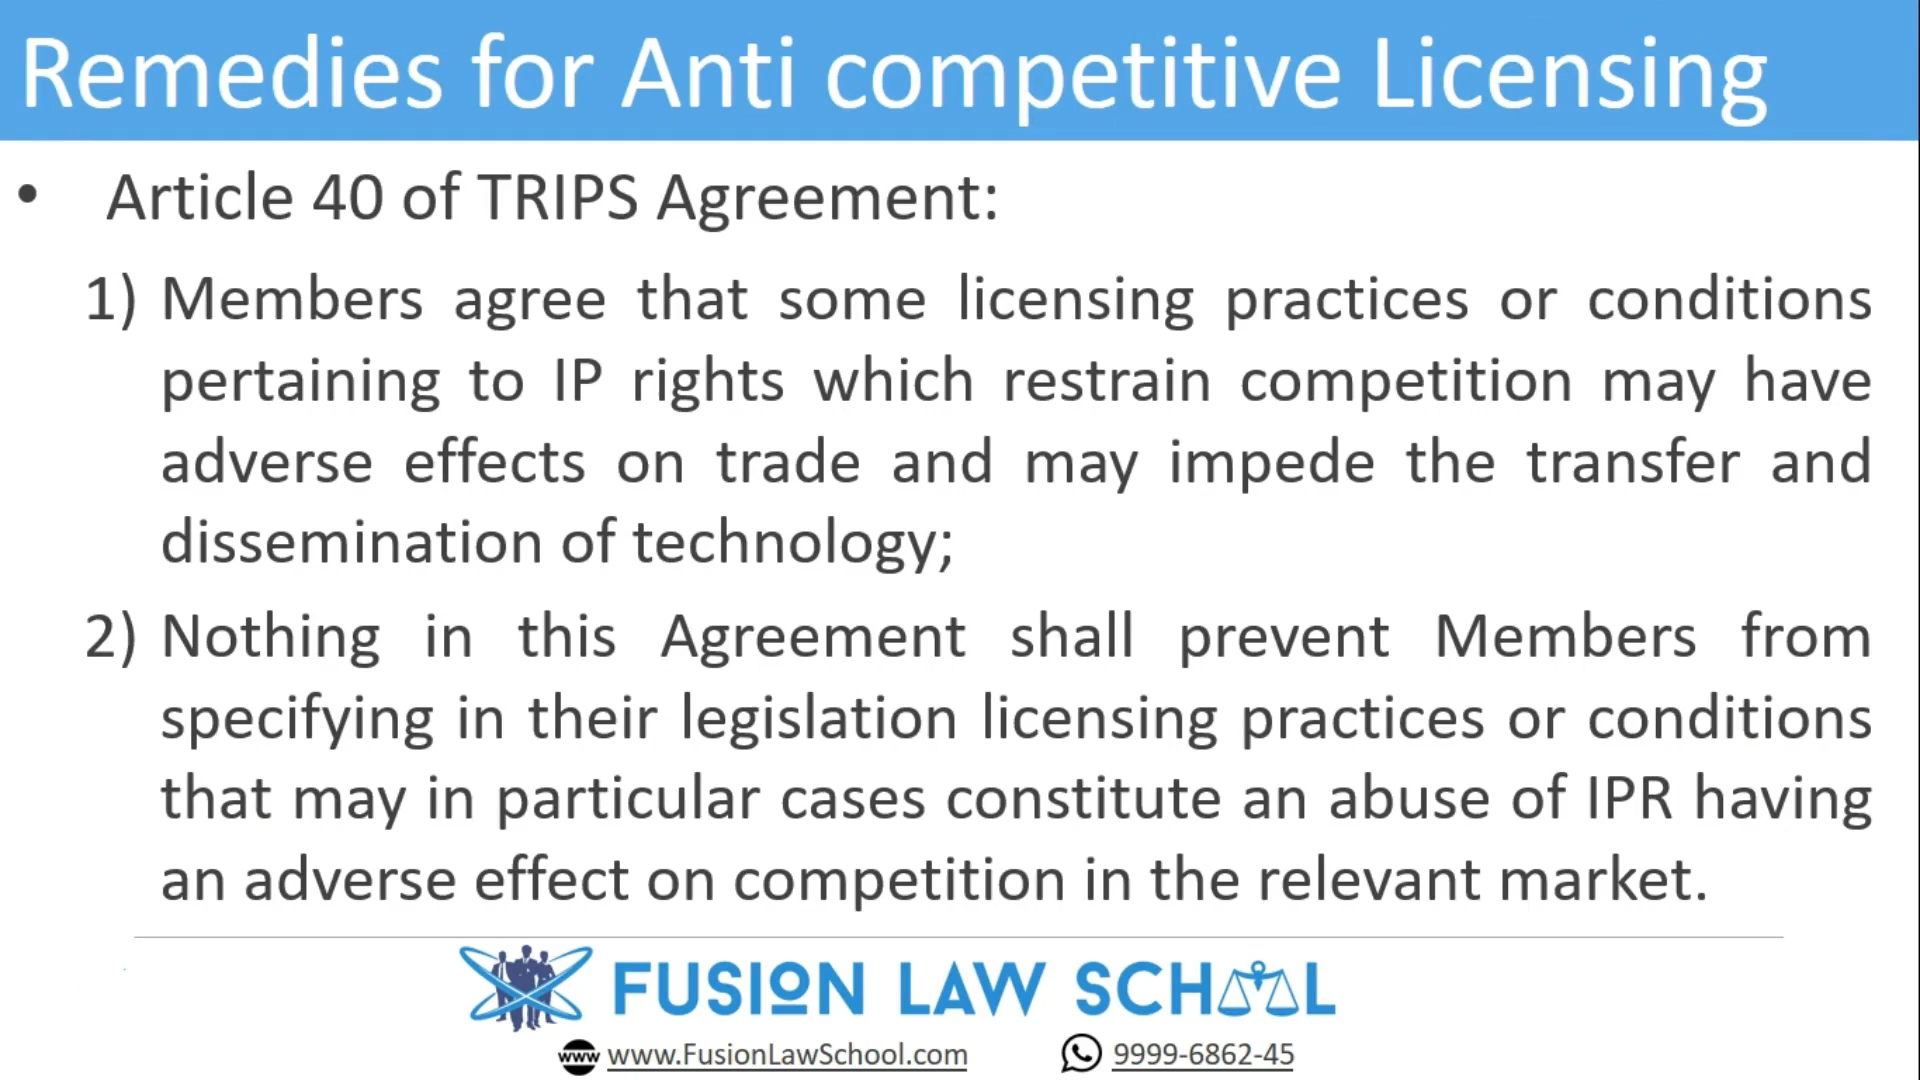 Remedies for Anti competitive Licensing
• Article 40 of TRIPS Agreement:
1) Members agree that some licensing practices or conditions
pertaining to IP rights which restrain competition may have
adverse effects on trade and may impede the transfer and
dissemination of technology;
2) Nothing in this Agreement shall prevent Members from
specifying in their legislation licensing practices or conditions
that may in particular cases constitute an abuse of IPR having
an adverse effect on competition in the relevant market.
FUSION LAW SCHOOL
www www.FusionLawSchool.com 9999-6862-45